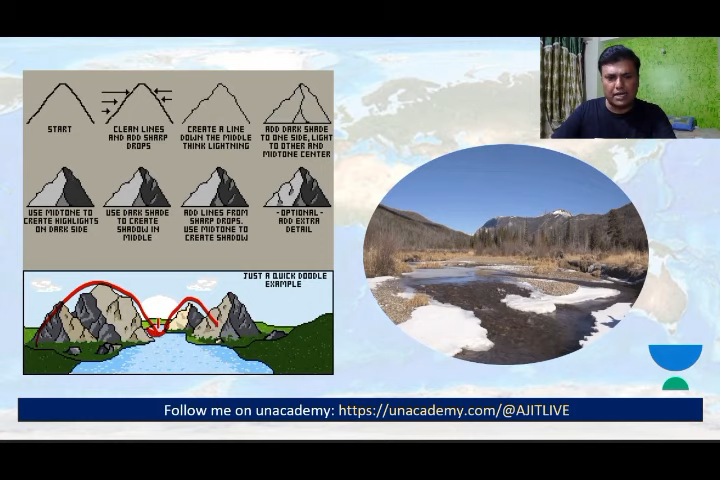 START
CLEAN LINES
AND ADD SHARP
DROPS
CREATE A LINE
DOWN THE MIDDLE
THINK LIGHTNING
ADD DARK SHADE
TO ONE SIDE, LIGHT
TO OTHER AND
MIDTONE CENTER
USE MIDTONE TO
CREATE HIGHLIGHTS
ON DARK SIDE
USE DARK SHADE
TO CREATE
SHADOW IN
MIDDLE
ADD LINES FROM
SHARP DROPS.
USE MIDTONE TO
CREATE SHADOW
- OPTIONAL -
ADD EXTRA
DETAIL
JUST A QUICK DOODLE
EXAMPLE
Follow me on unacademy: https://unacademy.com/@AJITLIVE